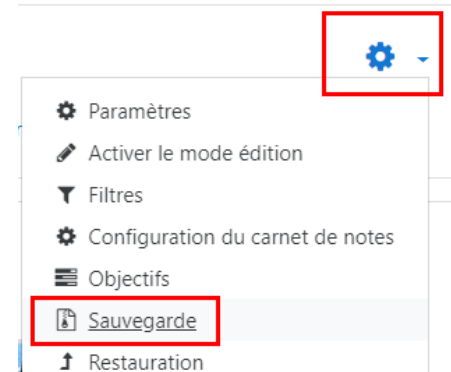 Paramètres
Activer le mode édition
Filtres
Configuration du carnet de notes
Objectifs
Sauvegarde
Restauration